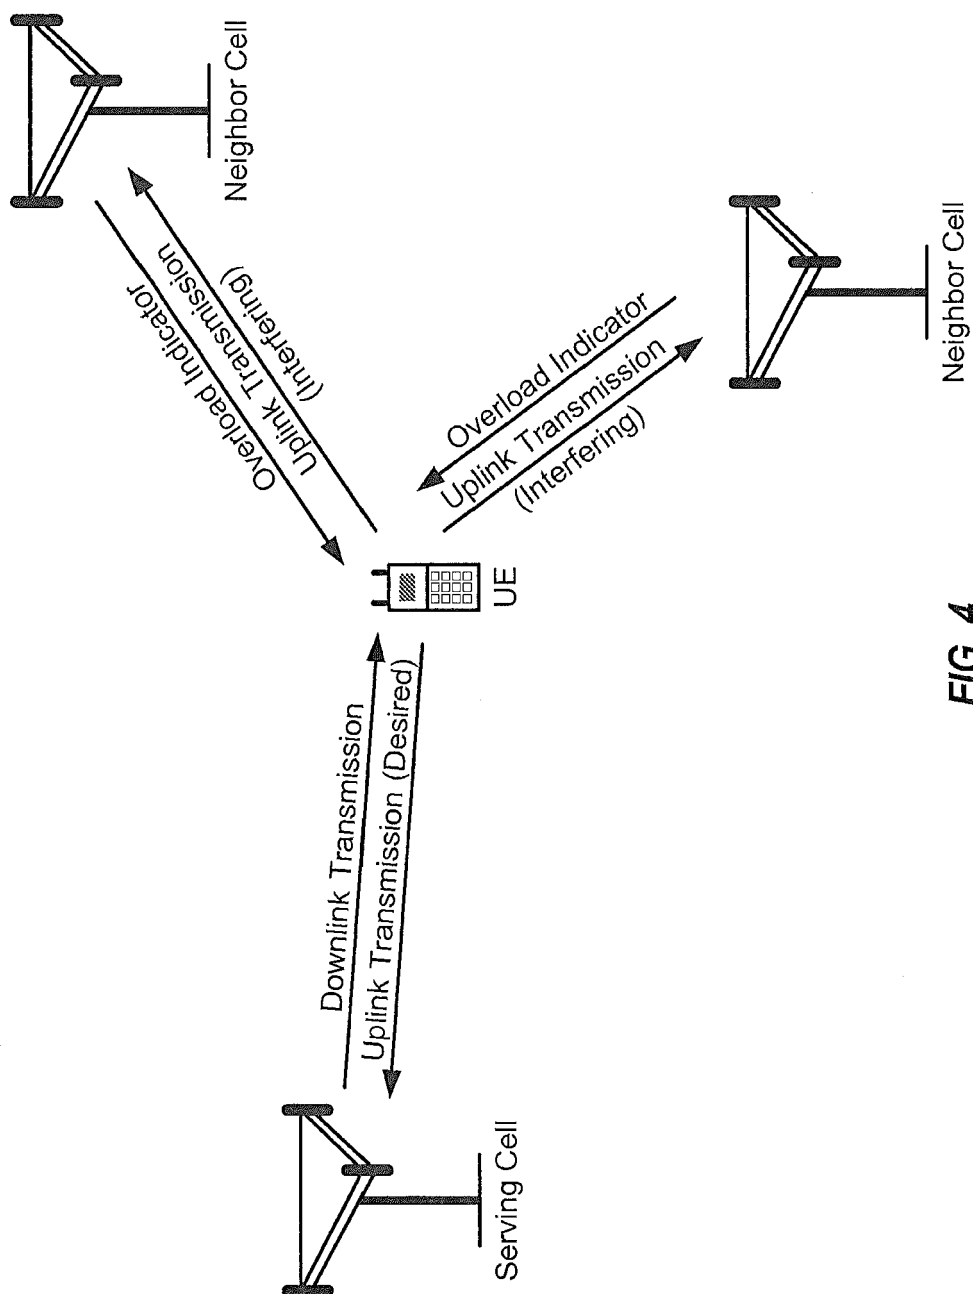 Serving Cell
Downlink Transmission
Uplink Transmission (Desired)
UE
Overload Indicator
Uplink Transmission
(Interfering)
Neighbor Cell
Overload Indicator
Uplink Transmission
(Interfering)
Neighbor Cell
FIG. 4